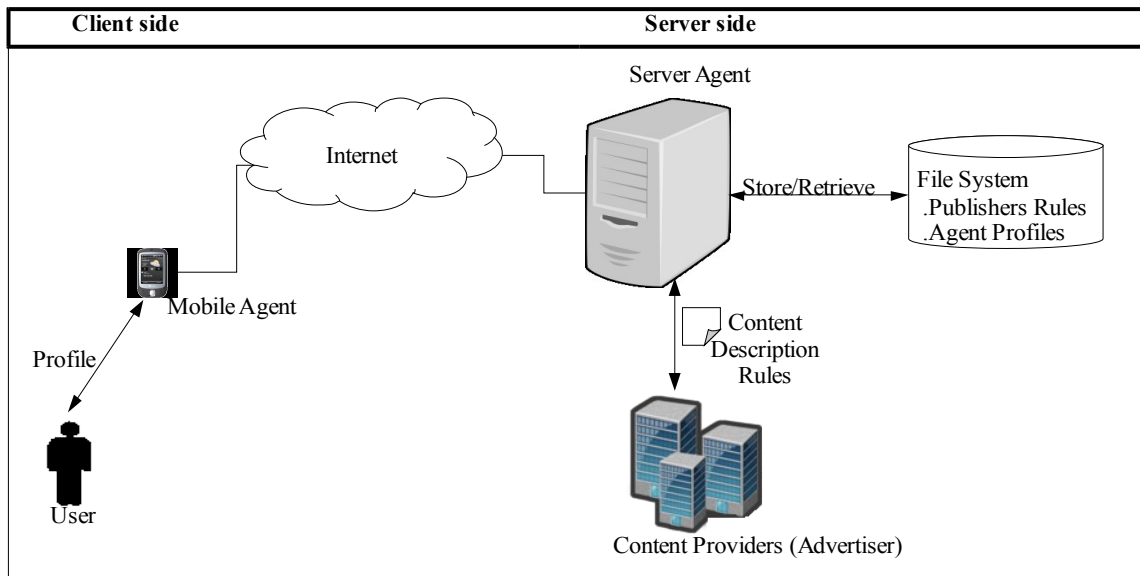 Client side
Server side
Server Agent
Internet
Store/Retrieve
File System
.Publishers Rules
.Agent Profiles
Mobile Agent
Content
Description
Rules
Profile
User
Content Providers (Advertiser)